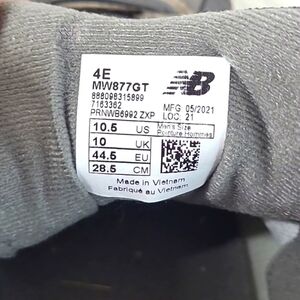 4E
MW877GT
888098315899
7163362
PRNWB6992 ZXP
MFG 05/2021
LOC. 21
10.5 US
10 UK
44.5 EU
28.5 CM
Men's Size
Pointure Hommes
Made in Vietnam
Fabriqué au Vietnam
NB